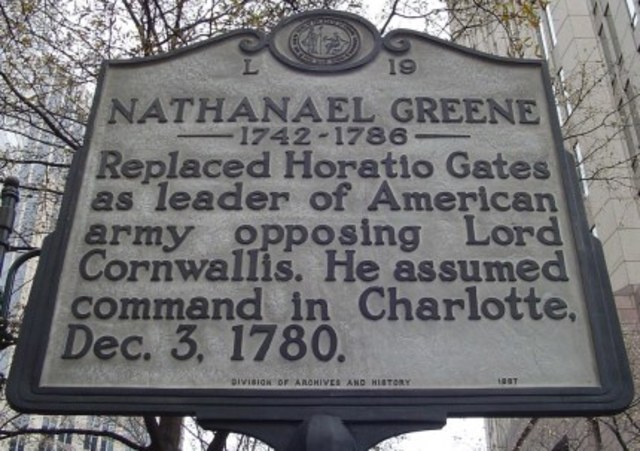 L 19
NATHANAEL GREENE
1742-1786
Replaced Horatio Gates
as leader of American
army opposing Lord
Cornwallis. He assumed
command in Charlotte,
Dec. 3, 1780.
DIVISION OF ARCHIVES AND HISTORY